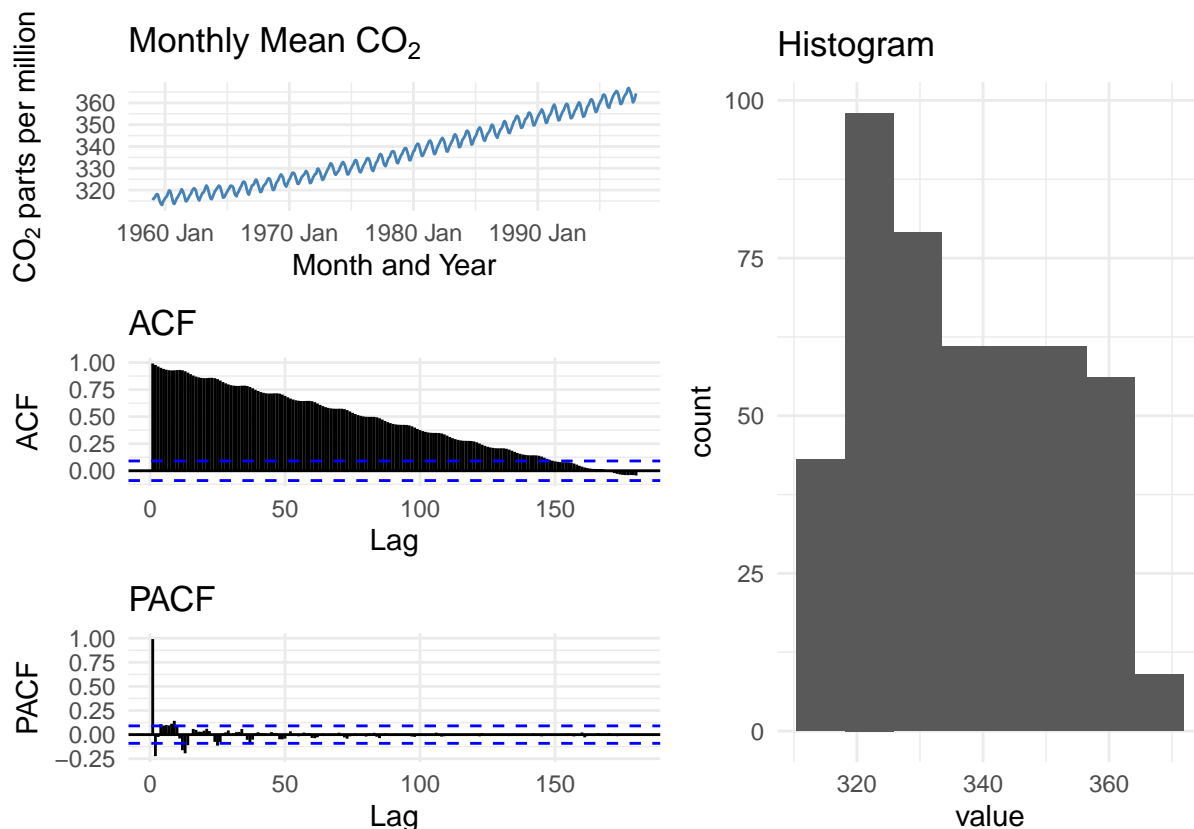 Monthly Mean CO₂
CO₂ parts per million
360
350
340
330
320
1960 Jan 1970 Jan 1980 Jan 1990 Jan
Month and Year
ACF
ACF
1.00
0.75
0.50
0.25
0.00
0 50 100 150
Lag
PACF
PACF
1.00
0.75
0.50
0.25
0.00
−0.25
0 50 100 150
Lag
Histogram
count
100
75
50
25
0
320 340 360
value